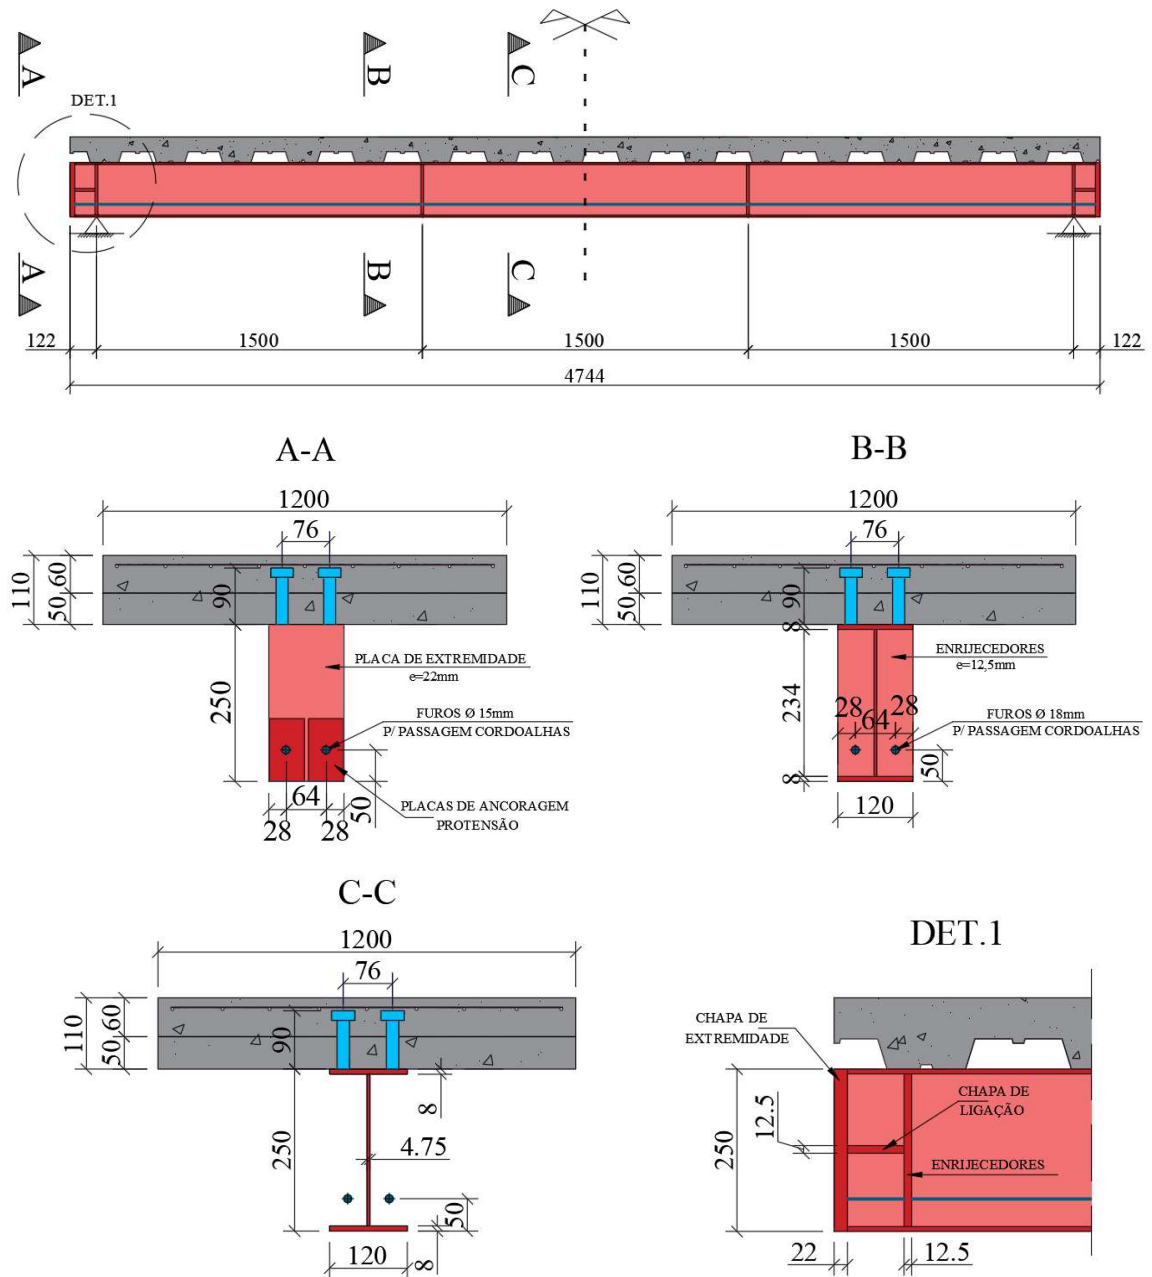 A
B
C
DET.1
A
B
C
122
1500
1500
1500
122
4744
A-A
1200
76
110
60
50
90
250
PLACA DE EXTREMIDADE
e=22mm
FUROS Ø 15mm
P/ PASSAGEM CORDOALHAS
64
28
28
50
PLACAS DE ANCORAGEM
PROTENSÃO
B-B
1200
76
110
60
50
90
8
234
8
ENRIJECEDORES
e=12,5mm
28
64
28
FUROS Ø 18mm
P/ PASSAGEM CORDOALHAS
50
120
C-C
1200
76
110
60
50
90
8
250
4.75
50
120
8
DET.1
CHAPA DE
EXTREMIDADE
250
12.5
CHAPA DE
LIGAÇÃO
ENRIJECEDORES
22
12.5